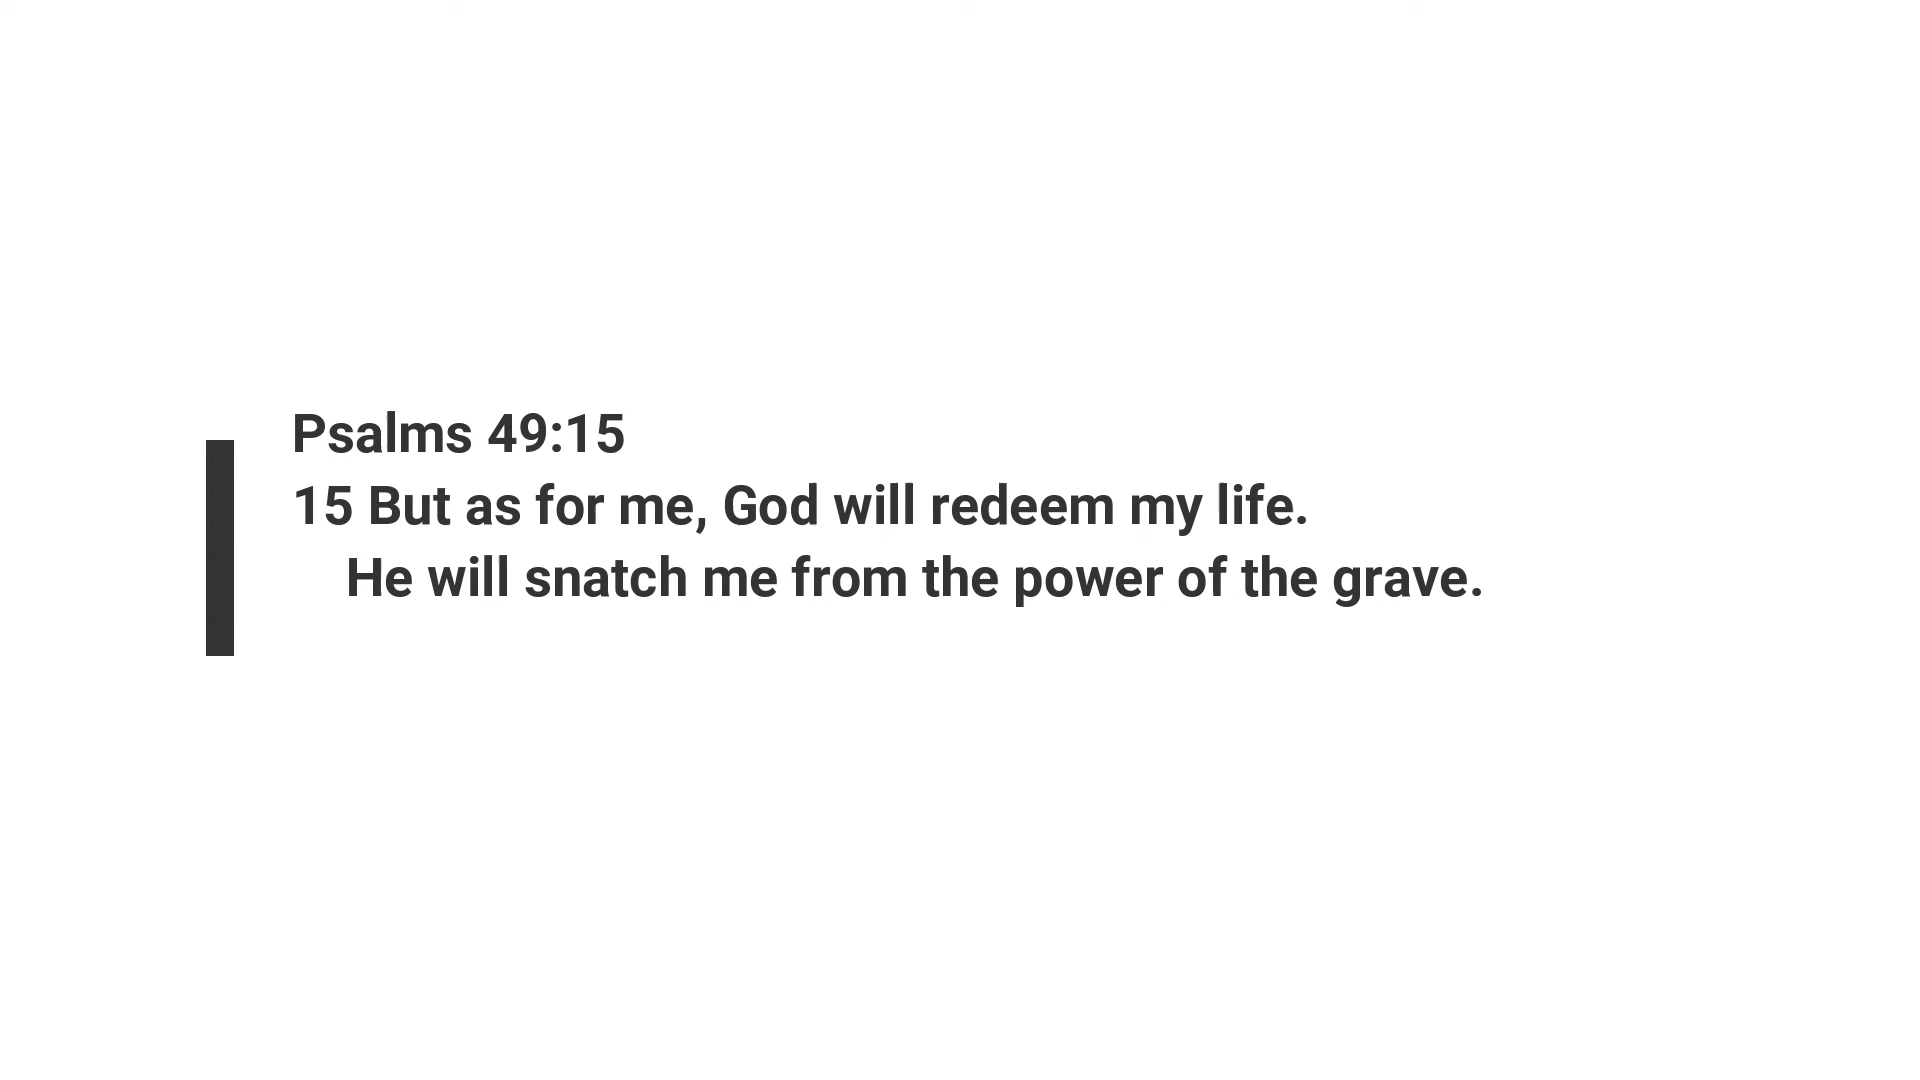 Psalms 49:15
15 But as for me, God will redeem my life.
He will snatch me from the power of the grave.